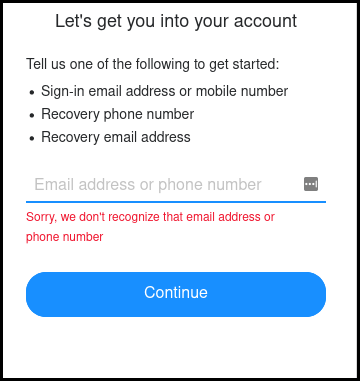 Let's get you into your account
Tell us one of the following to get started:
• Sign-in email address or mobile number
• Recovery phone number
• Recovery email address
Email address or phone number
Sorry, we don't recognize that email address or
phone number
Continue